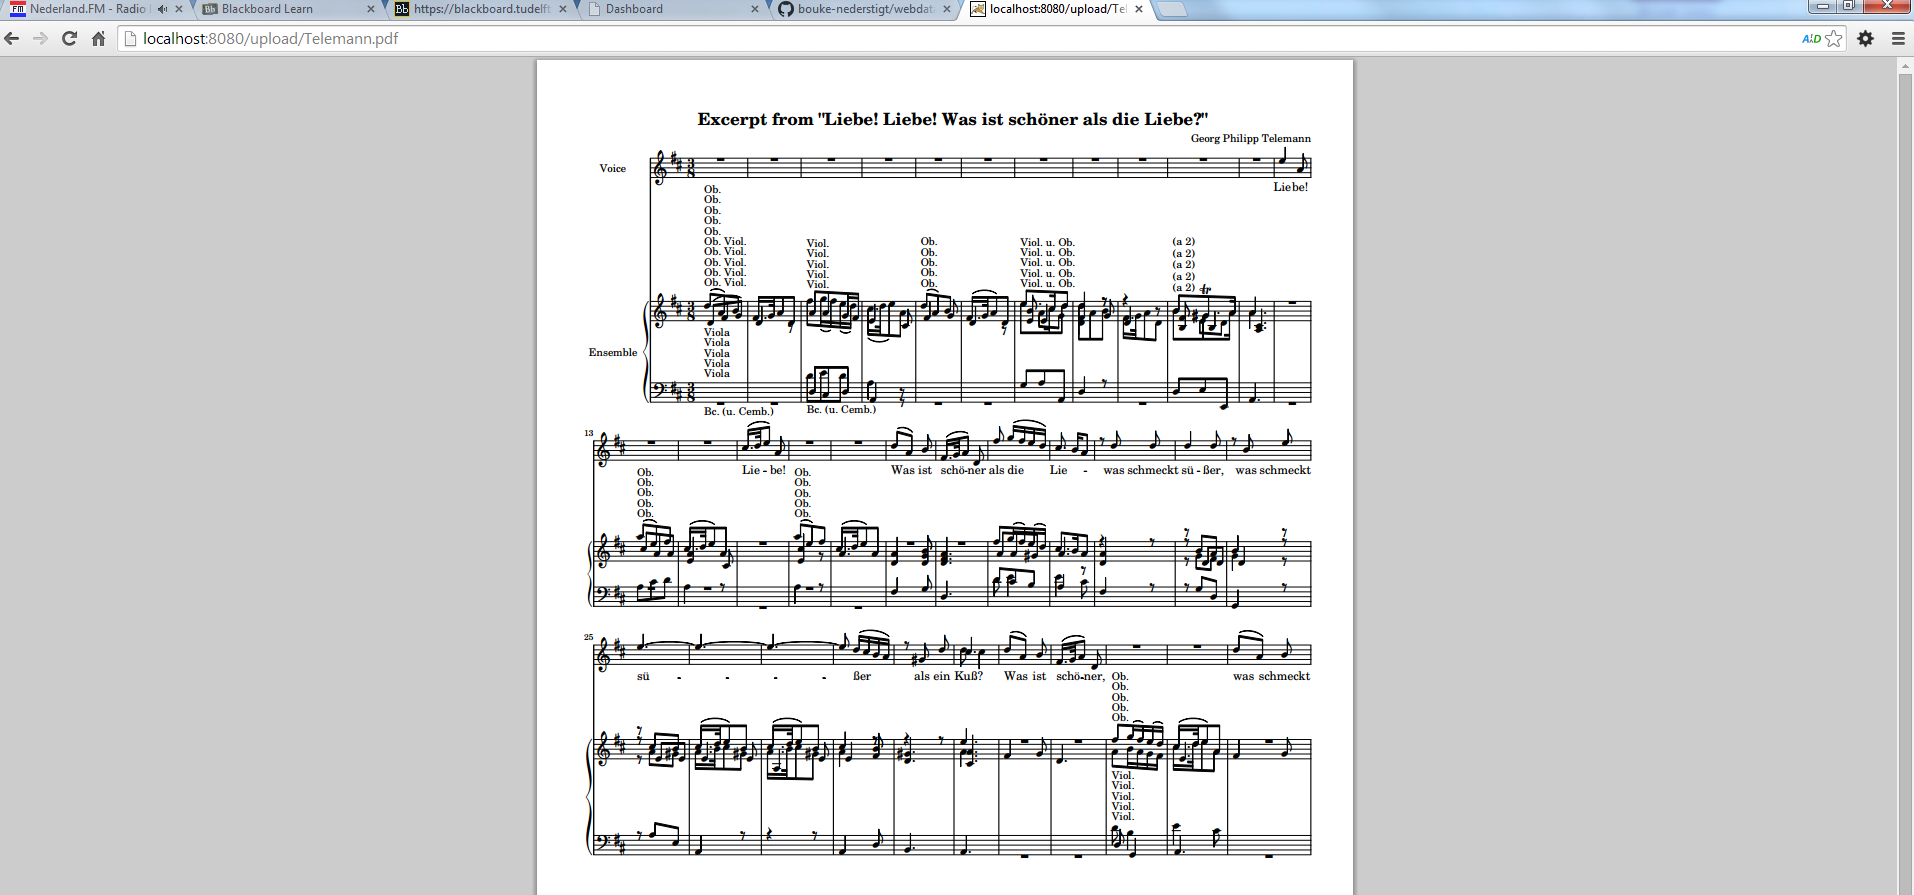 Nederland.FM - Radio
Blackboard Learn
https://blackboard.tudelft
Dashboard
bouke-nederstigt/webdat
localhost:8080/upload/Te
localhost:8080/upload/Telemann.pdf
Excerpt from "Liebe! Liebe! Was ist schöner als die Liebe?"
Georg Philipp Telemann
Voice
Liebe!
Ob.
Ob.
Ob.
Ob.
Ob.
Ob. Viol.
Ob. Viol.
Ob. Viol.
Ob. Viol.
Ob. Viol.
Viol.
Viol.
Viol.
Viol.
Viol.
Ob.
Ob.
Ob.
Ob.
Ob.
Viol. u. Ob.
Viol. u. Ob.
Viol. u. Ob.
Viol. u. Ob.
Viol. u. Ob.
(a 2)
(a 2)
(a 2)
(a 2)
(a 2) tr
Ensemble
Viola
Viola
Viola
Viola
Viola
Bc. (u. Cemb.) Bc. (u. Cemb.)
13
Lie - be! Was ist schö-ner als die Lie - was schmeckt sü - ßer, was schmeckt
Ob. Ob.
Ob. Ob.
Ob. Ob.
Ob. Ob.
Ob. Ob.
25
sü - - - - ßer als ein Kuß? Was ist schö-ner, was schmeckt
Ob.
Ob.
Ob.
Ob.
Ob.
Viol.
Viol.
Viol.
Viol.
Viol.